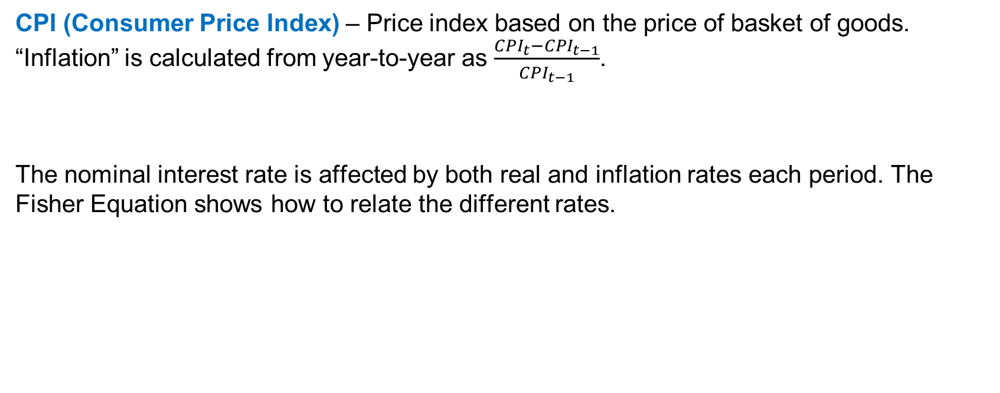 CPI (Consumer Price Index) – Price index based on the price of basket of goods.
“Inflation” is calculated from year-to-year as $\frac{CPI_t - CPI_{t-1}}{CPI_{t-1}}$.
The nominal interest rate is affected by both real and inflation rates each period. The
Fisher Equation shows how to relate the different rates.